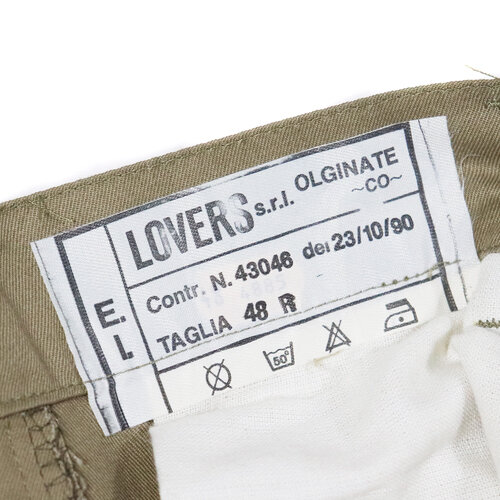 LOVERS s.r.l. OLGINATE
~CO~
E.I. Contr. N. 43046 del 23/10/90
TAGLIA 48 R
50°